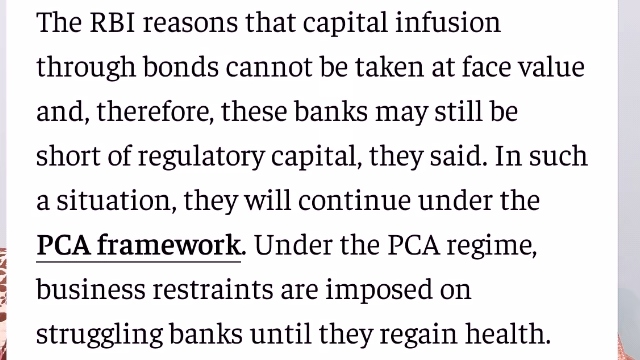 The RBI reasons that capital infusion
through bonds cannot be taken at face value
and, therefore, these banks may still be
short of regulatory capital, they said. In such
a situation, they will continue under the
PCA framework. Under the PCA regime,
business restraints are imposed on
struggling banks until they regain health.